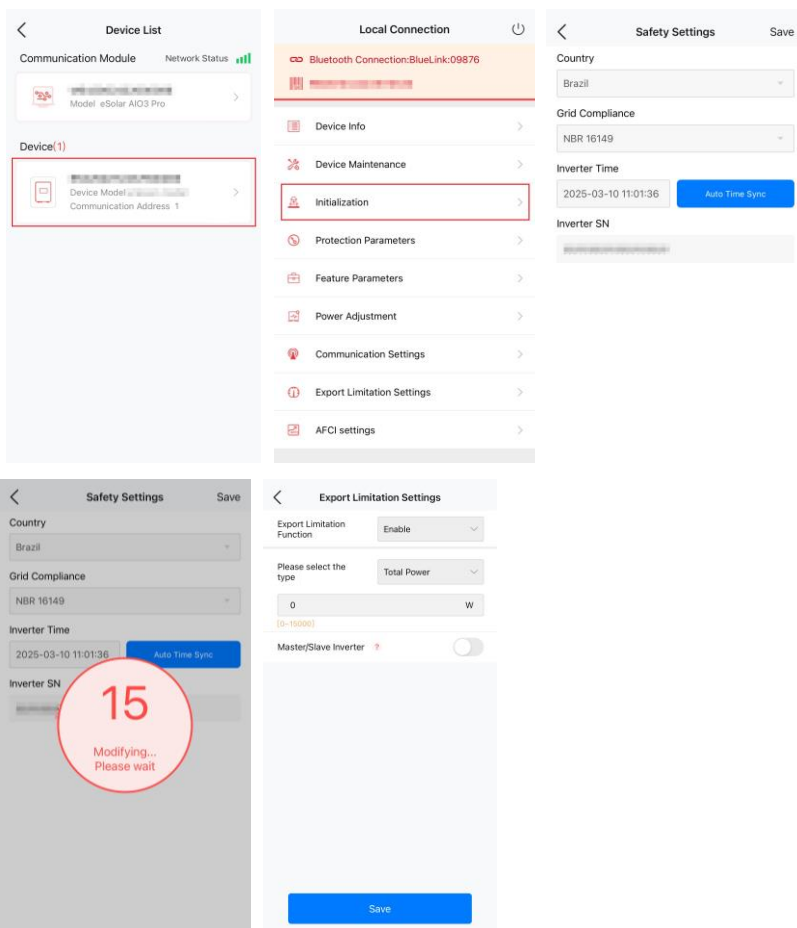 Device List
Communication Module
Network Status
Model eSolar AIO3 Pro
Device(1)
Device Model
Communication Address 1
Local Connection
Bluetooth Connection:BlueLink:09876
Device Info
Device Maintenance
Initialization
Protection Parameters
Feature Parameters
Power Adjustment
Communication Settings
Export Limitation Settings
AFCI settings
Safety Settings
Save
Country
Brazil
Grid Compliance
NBR 16149
Inverter Time
2025-03-10 11:01:36
Auto Time Sync
Inverter SN
Safety Settings
Save
Country
Brazil
Grid Compliance
NBR 16149
Inverter Time
2025-03-10 11:01:36
Auto Time Sync
Inverter SN
15
Modifying...
Please wait
Export Limitation Settings
Export Limitation
Function
Enable
Please select the
type
Total Power
0
W
[0~15000]
Master/Slave Inverter ?
Save